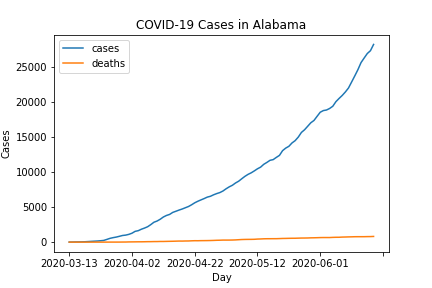 COVID-19 Cases in Alabama
cases
deaths
25000
20000
15000
10000
5000
0
Cases
2020-03-13 2020-04-02 2020-04-22 2020-05-12 2020-06-01
Day